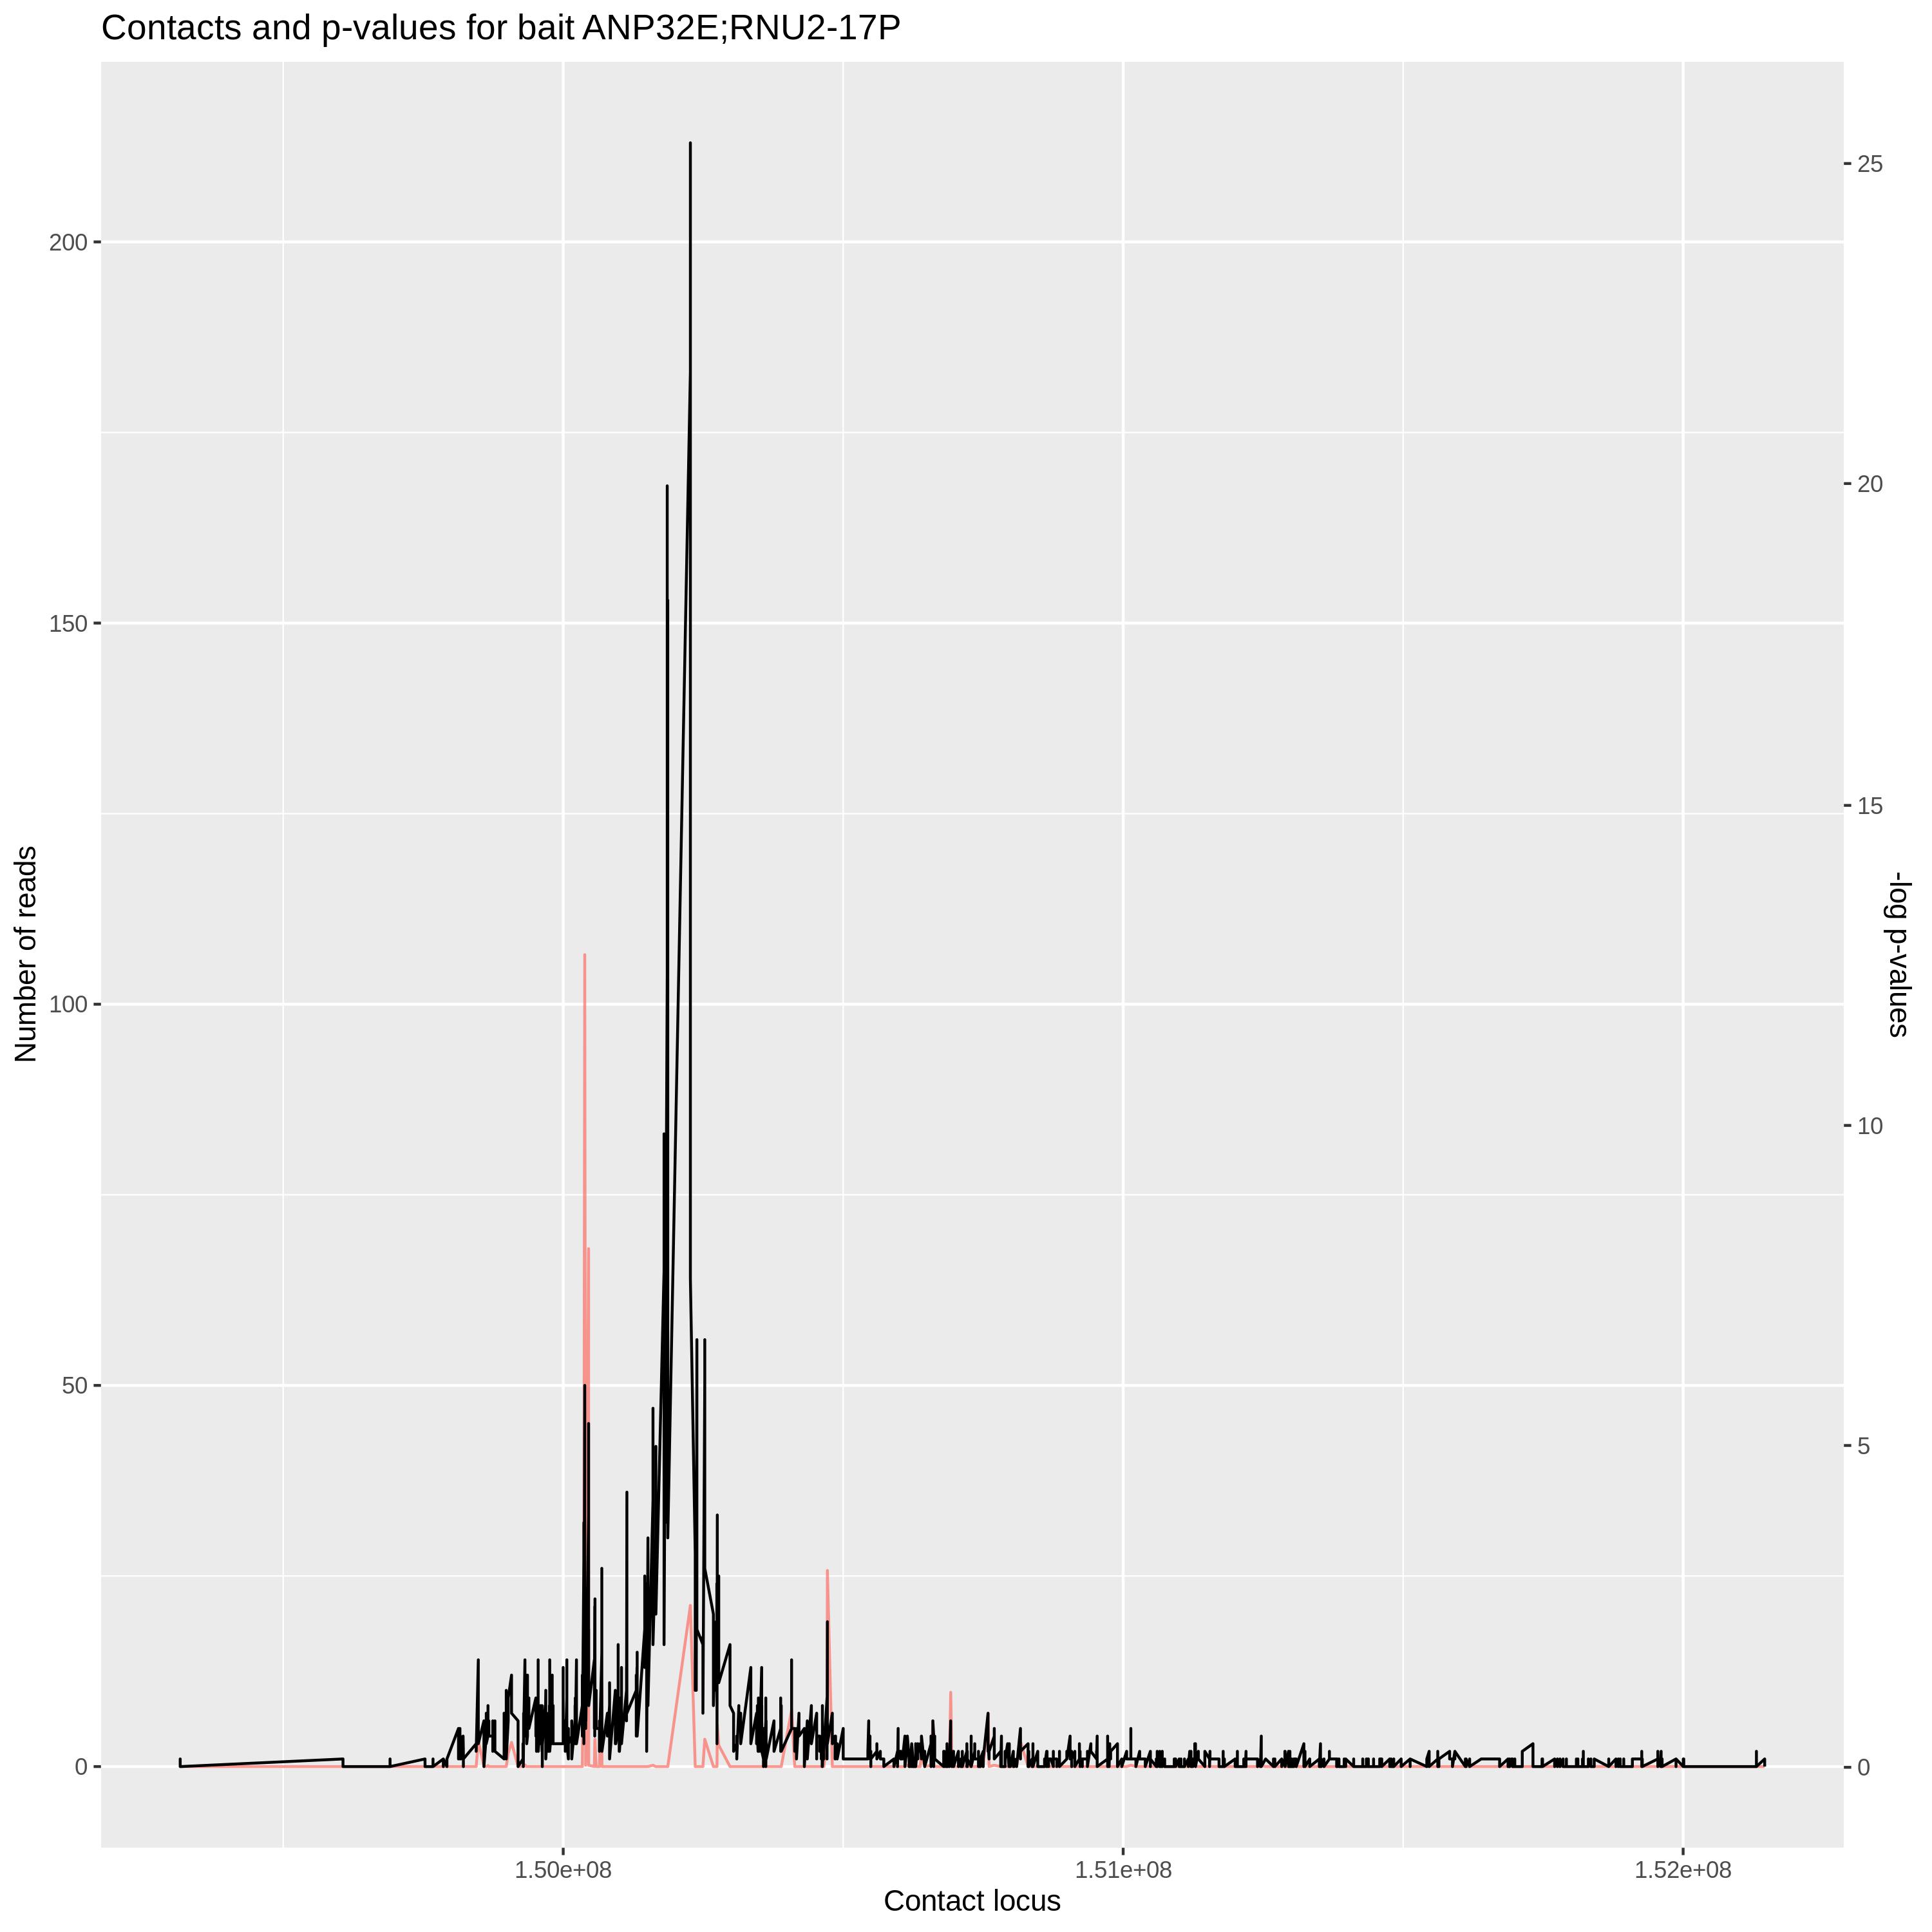 Contacts and p-values for bait ANP32E;RNU2-17P
200
150
100
50
0
25
20
15
10
5
0
Number of reads
-log p-values
1.50e+08
1.51e+08
1.52e+08
Contact locus